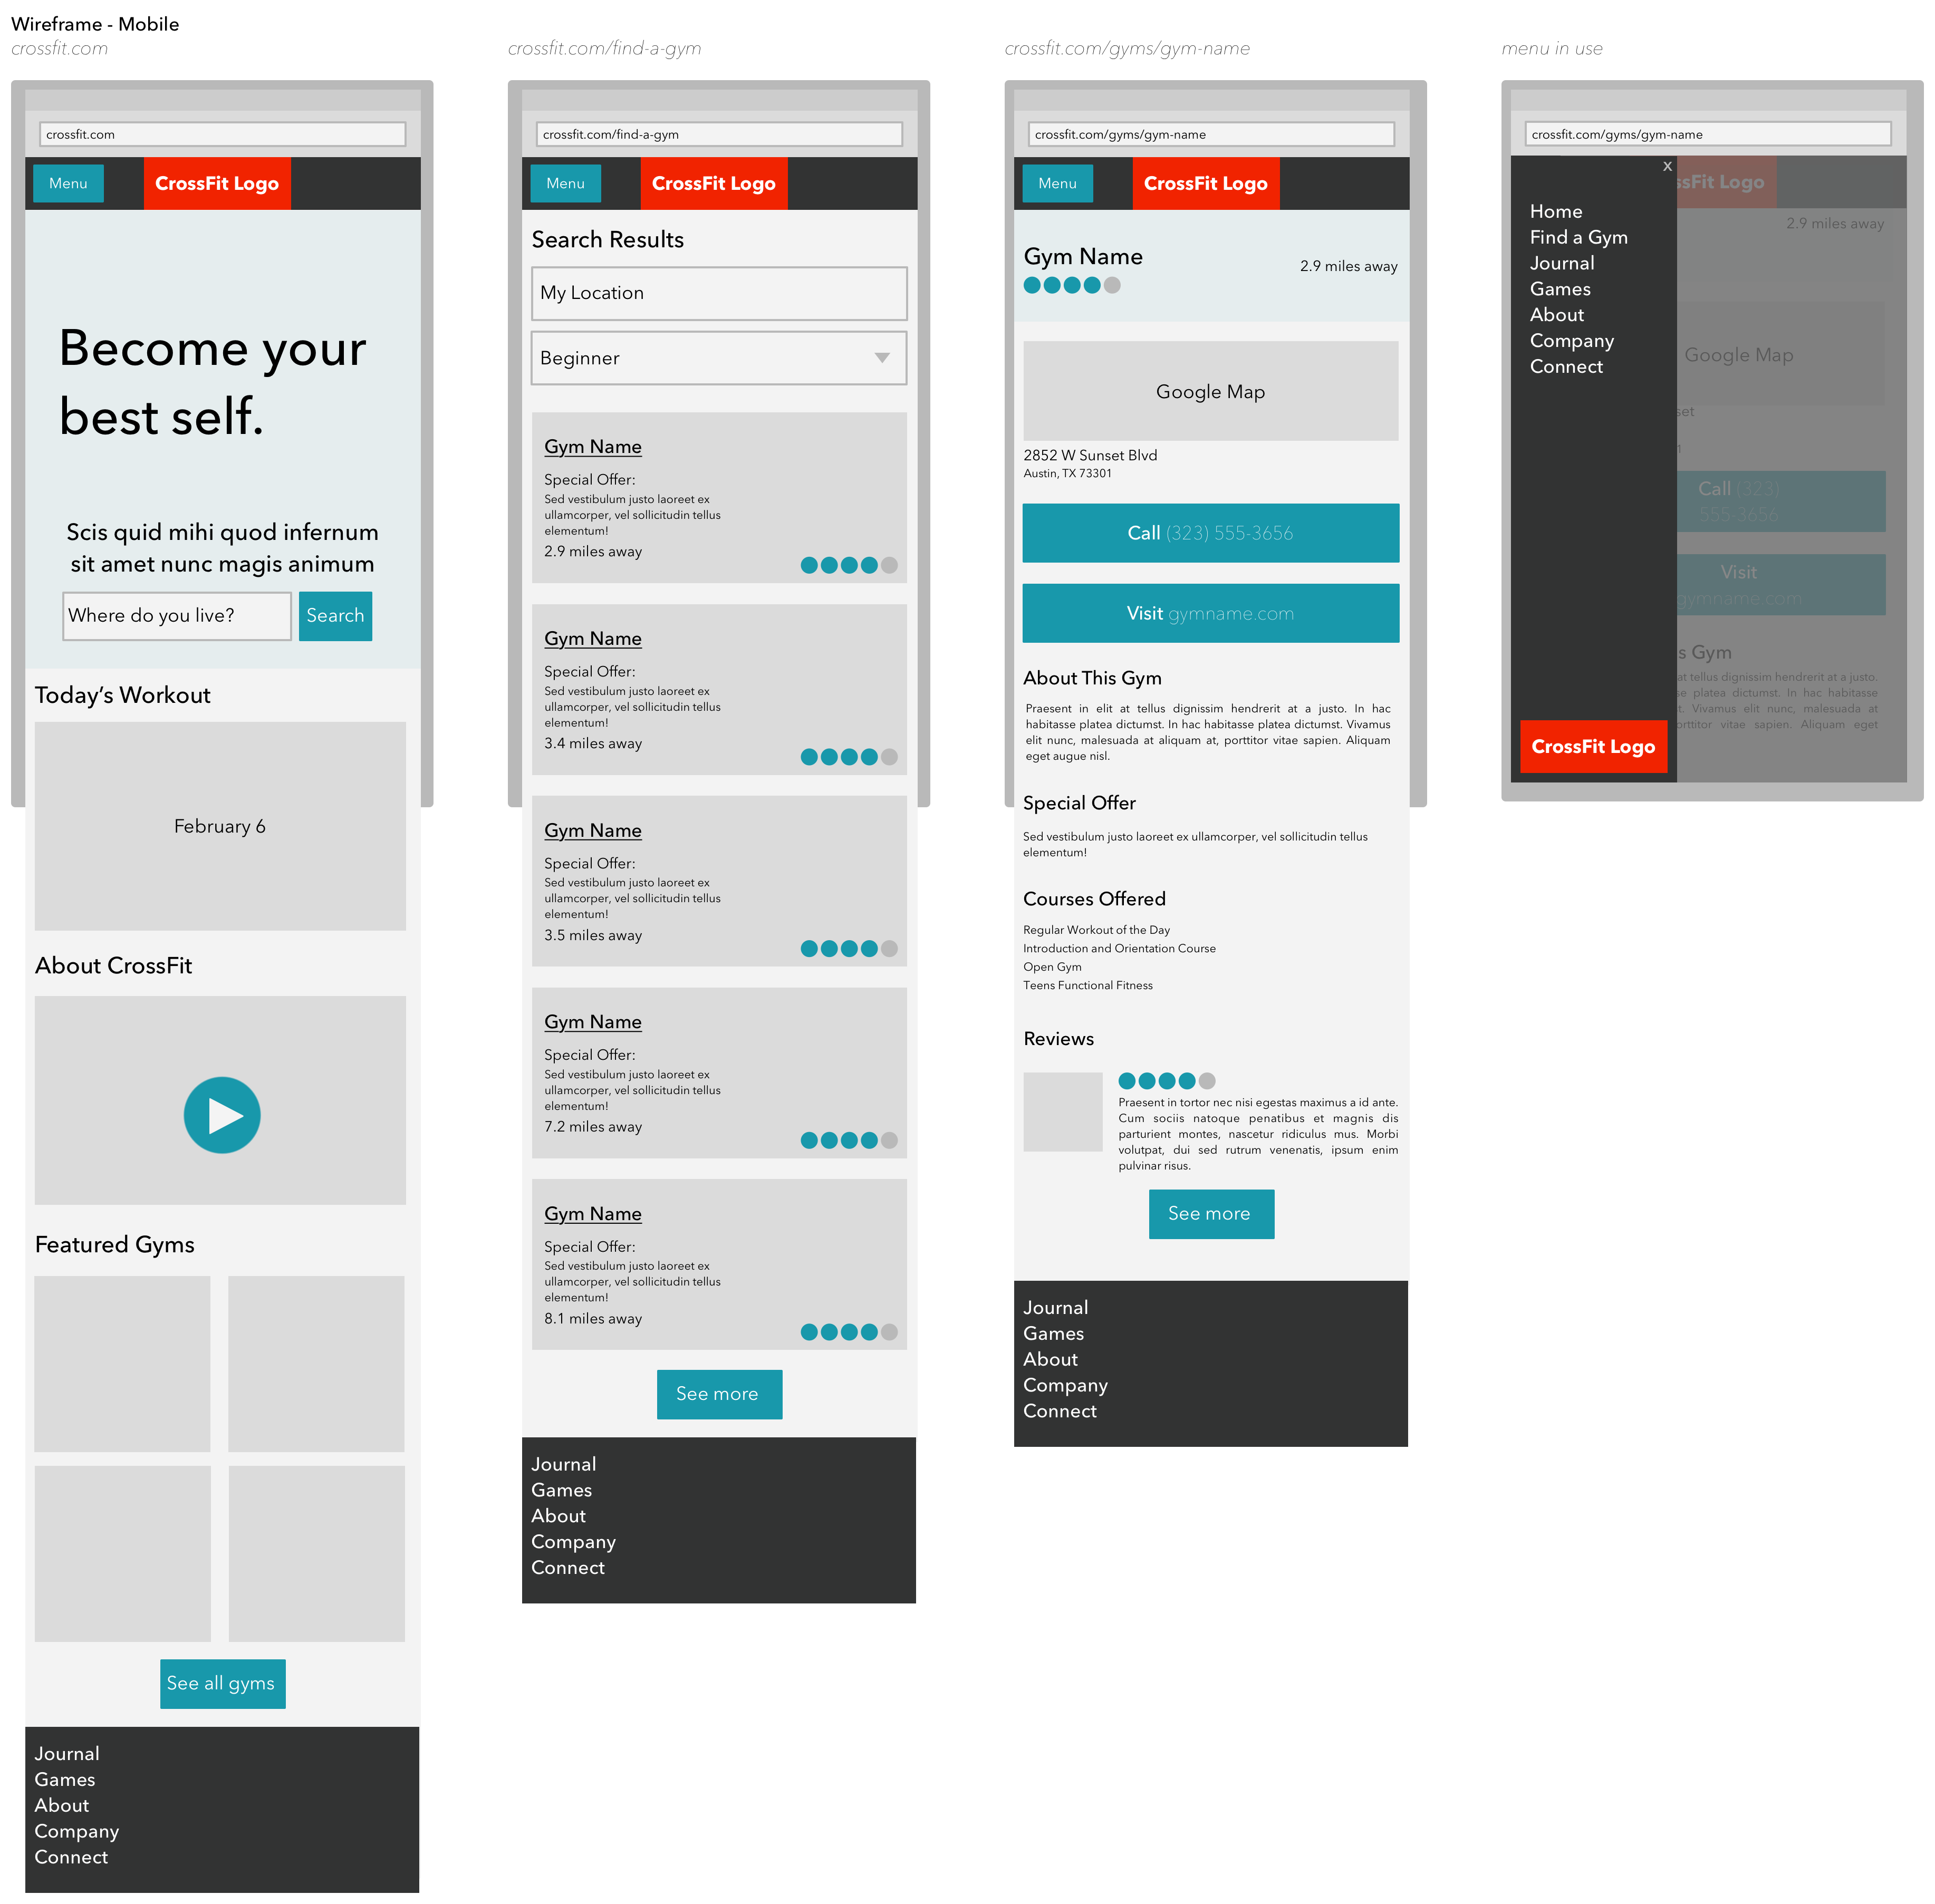 Wireframe - Mobile
crossfit.com
crossfit.com
Menu
CrossFit Logo
Become your
best self.
Scis quid mihi quod infernum
sit amet nunc magis animum
Where do you live?
Search
Today’s Workout
February 6
About CrossFit
Featured Gyms
See all gyms
Journal
Games
About
Company
Connect
crossfit.com/find-a-gym
crossfit.com/find-a-gym
Menu
CrossFit Logo
Search Results
My Location
Beginner
Gym Name
Special Offer:
Sed vestibulum justo laoreet ex
ullamcorper, vel sollicitudin tellus
elementum!
2.9 miles away
Gym Name
Special Offer:
Sed vestibulum justo laoreet ex
ullamcorper, vel sollicitudin tellus
elementum!
3.4 miles away
Gym Name
Special Offer:
Sed vestibulum justo laoreet ex
ullamcorper, vel sollicitudin tellus
elementum!
3.5 miles away
Gym Name
Special Offer:
Sed vestibulum justo laoreet ex
ullamcorper, vel sollicitudin tellus
elementum!
7.2 miles away
Gym Name
Special Offer:
Sed vestibulum justo laoreet ex
ullamcorper, vel sollicitudin tellus
elementum!
8.1 miles away
See more
Journal
Games
About
Company
Connect
crossfit.com/gyms/gym-name
crossfit.com/gyms/gym-name
Menu
CrossFit Logo
Gym Name
2.9 miles away
Google Map
2852 W Sunset Blvd
Austin, TX 73301
Call (323) 555-3656
Visit gymname.com
About This Gym
Praesent in elit at tellus dignissim hendrerit at a justo. In hac
habitasse platea dictumst. In hac habitasse platea dictumst. Vivamus
elit nunc, malesuada at aliquam at, porttitor vitae sapien. Aliquam
eget augue nisl.
Special Offer
Sed vestibulum justo laoreet ex ullamcorper, vel sollicitudin tellus
elementum!
Courses Offered
Regular Workout of the Day
Introduction and Orientation Course
Open Gym
Teens Functional Fitness
Reviews
Praesent in tortor nec nisi egestas maximus a id ante.
Cum sociis natoque penatibus et magnis dis
parturient montes, nascetur ridiculus mus. Morbi
volutpat, dui sed rutrum venenatis, ipsum enim
pulvinar risus.
See more
Journal
Games
About
Company
Connect
menu in use
crossfit.com/gyms/gym-name
X
Home
Find a Gym
Journal
Games
About
Company
Connect
CrossFit Logo
ssFit Logo
2.9 miles away
Google Map
set
Call (323)
555-3656
Visit
gymname.com
s Gym
at tellus dignissim hendrerit at a justo.
se platea dictumst. In hac habitasse
t. Vivamus elit nunc, malesuada at
orttitor vitae sapien. Aliquam eget